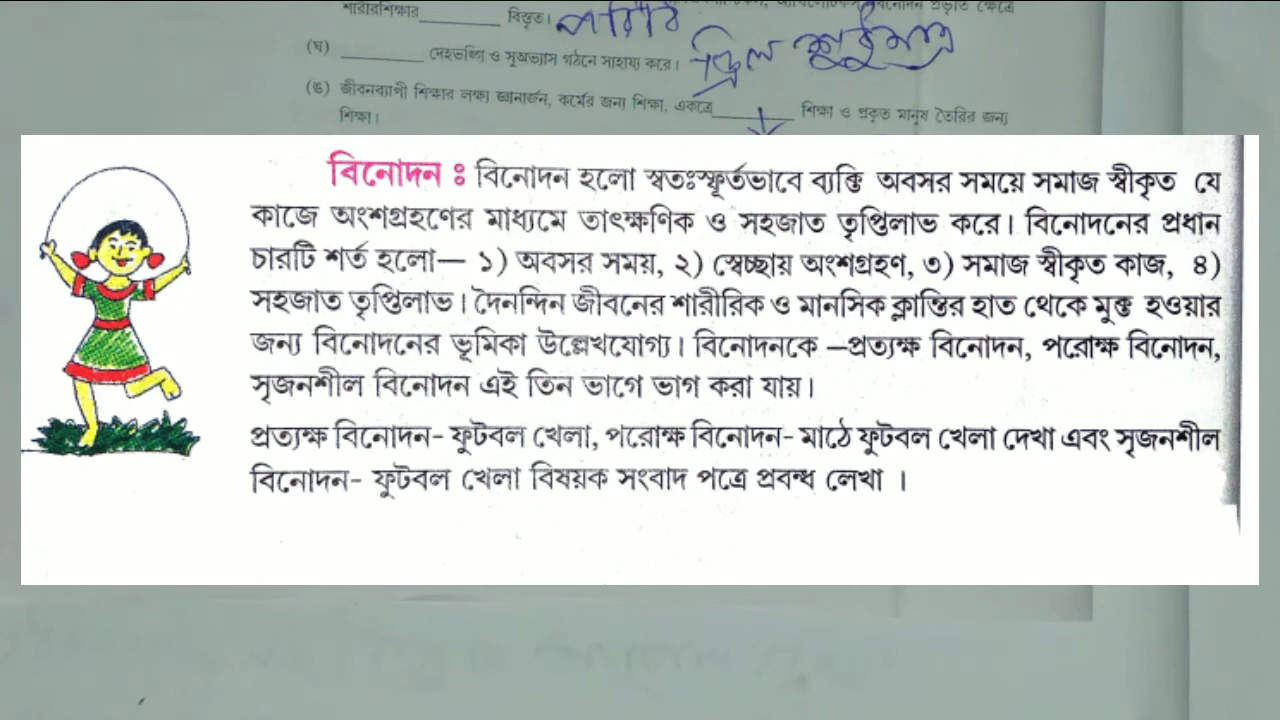 শারীরশিক্ষার__________ বিস্তৃত।
(ঘ) __________ দেহভঙ্গি ও সুঅভ্যাস গঠনে সাহায্য করে।
(ঙ) জীবনব্যাপী শিক্ষার লক্ষ্য জ্ঞানার্জন, কর্মের জন্য শিক্ষা, একত্রে__________ শিক্ষা ও প্রকৃত মানুষ তৈরির জন্য
শিক্ষা।
বিনোদন ঃ বিনোদন হলো স্বতঃস্ফূর্তভাবে ব্যক্তি অবসর সময়ে সমাজ স্বীকৃত যে
কাজে অংশগ্রহণের মাধ্যমে তাৎক্ষণিক ও সহজাত তৃপ্তিলাভ করে। বিনোদনের প্রধান
চারটি শর্ত হলো— ১) অবসর সময়, ২) স্বেচ্ছায় অংশগ্রহণ, ৩) সমাজ স্বীকৃত কাজ, ৪)
সহজাত তৃপ্তিলাভ। দৈনন্দিন জীবনের শারীরিক ও মানসিক ক্লান্তির হাত থেকে মুক্ত হওয়ার
জন্য বিনোদনের ভূমিকা উল্লেখযোগ্য। বিনোদনকে —প্রত্যক্ষ বিনোদন, পরোক্ষ বিনোদন,
সৃজনশীল বিনোদন এই তিন ভাগে ভাগ করা যায়।
প্রত্যক্ষ বিনোদন- ফুটবল খেলা, পরোক্ষ বিনোদন- মাঠে ফুটবল খেলা দেখা এবং সৃজনশীল
বিনোদন- ফুটবল খেলা বিষয়ক সংবাদ পত্রে প্রবন্ধ লেখা ।